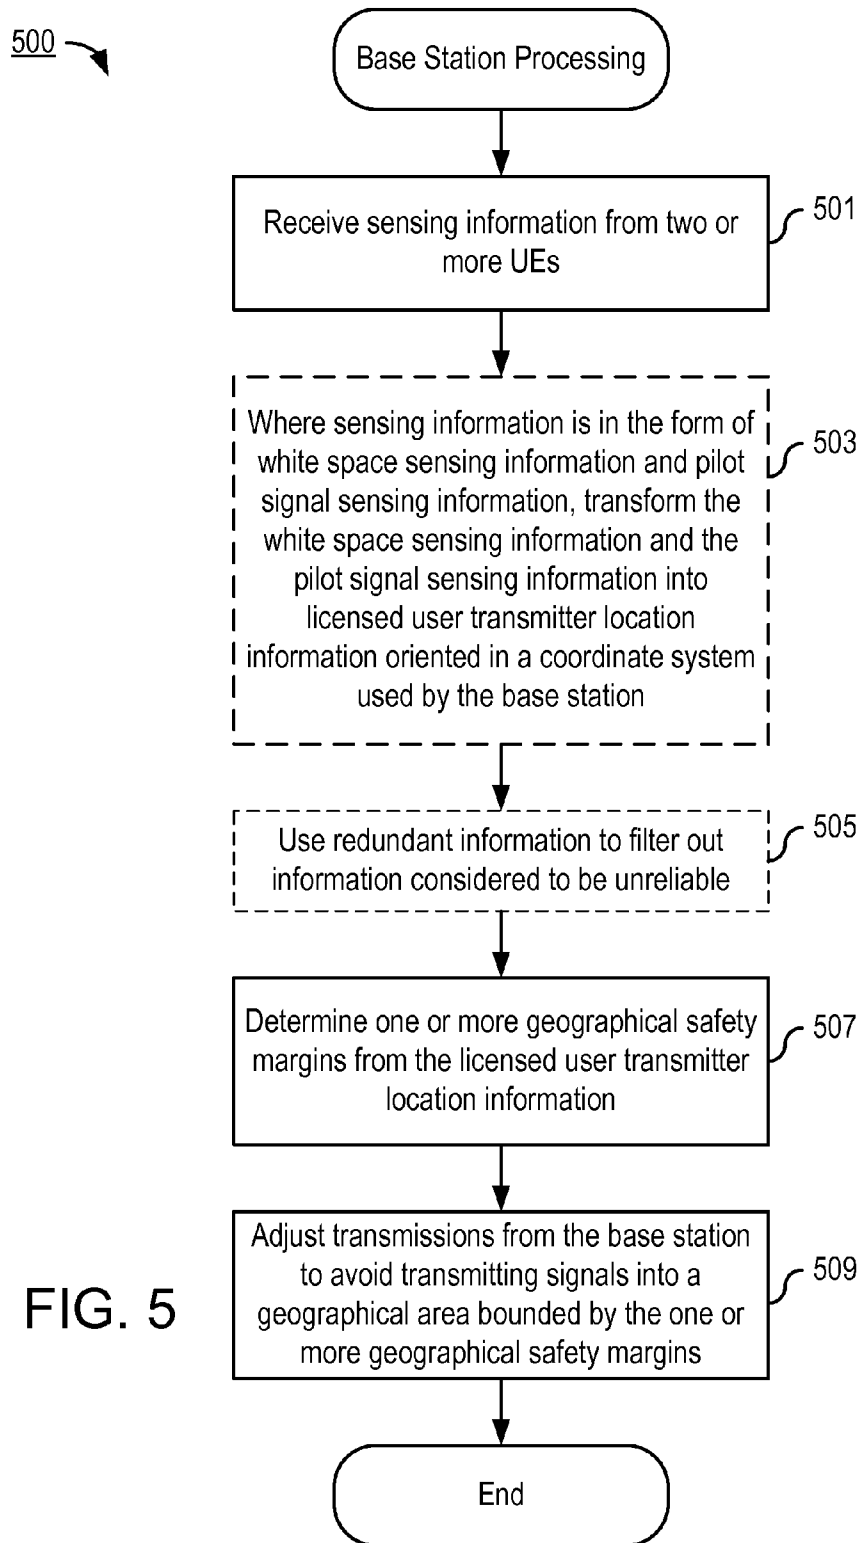 500
Base Station Processing
Receive sensing information from two or
more UEs
501
Where sensing information is in the form of
white space sensing information and pilot
signal sensing information, transform the
white space sensing information and the
pilot signal sensing information into
licensed user transmitter location
information oriented in a coordinate system
used by the base station
503
Use redundant information to filter out
information considered to be unreliable
505
Determine one or more geographical safety
margins from the licensed user transmitter
location information
507
Adjust transmissions from the base station
to avoid transmitting signals into a
geographical area bounded by the one or
more geographical safety margins
509
FIG. 5
End